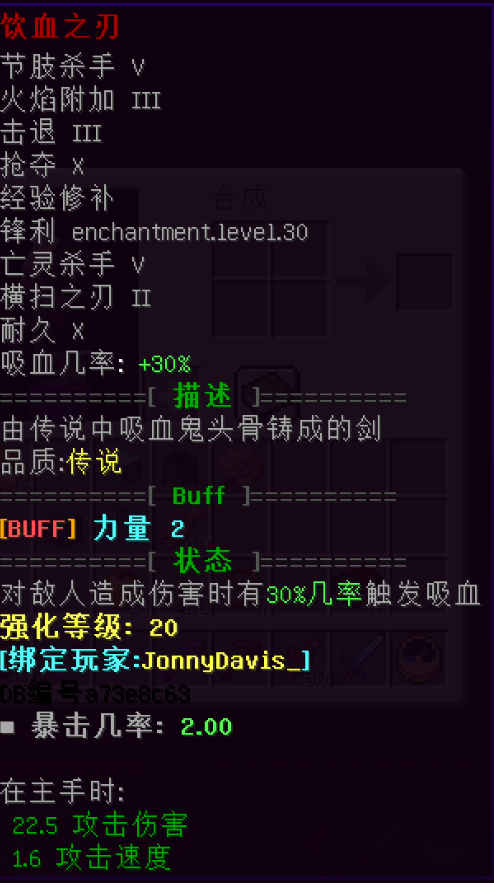 饮血之刃
节肢杀手 V
火焰附加 III
击退 III
抢夺 X
经验修补
锋利 enchantment.level.30
亡灵杀手 V
横扫之刃 II
耐久 X
吸血几率: +30%
==========[ 描述 ]==========
由传说中吸血鬼头骨铸成的剑
品质:传说
==========[ Buff ]==========
[BUFF] 力量 2
==========[ 状态 ]==========
对敌人造成伤害时有30%几率触发吸血
强化等级: 20
[绑定玩家:JonnyDavis_]
DB编号a73e8c63
■ 暴击几率: 2.00
在主手时:
22.5 攻击伤害
1.6 攻击速度
合成